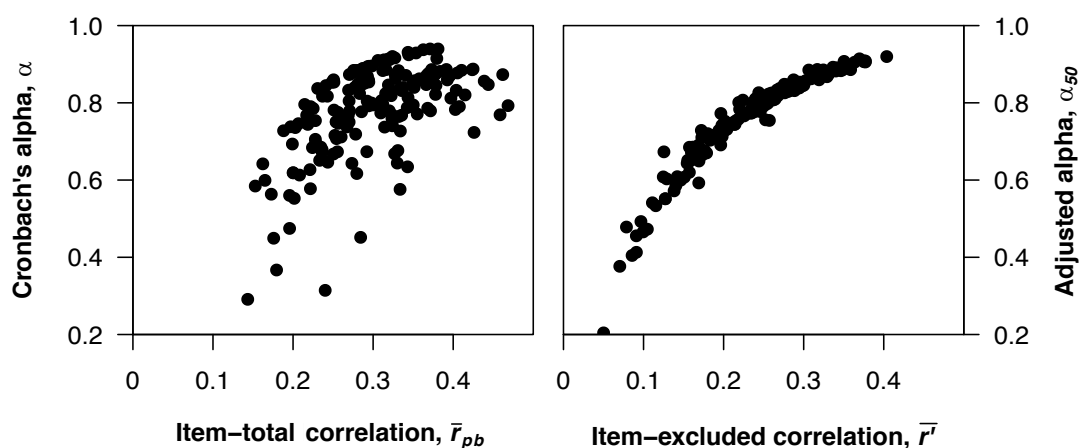 1.0
0.8
0.6
0.4
0.2
Cronbach's alpha, α
0 0.1 0.2 0.3 0.4
Item−total correlation, r̅pb
1.0
0.8
0.6
0.4
0.2
Adjusted alpha, α50
0 0.1 0.2 0.3 0.4
Item−excluded correlation, r̅'